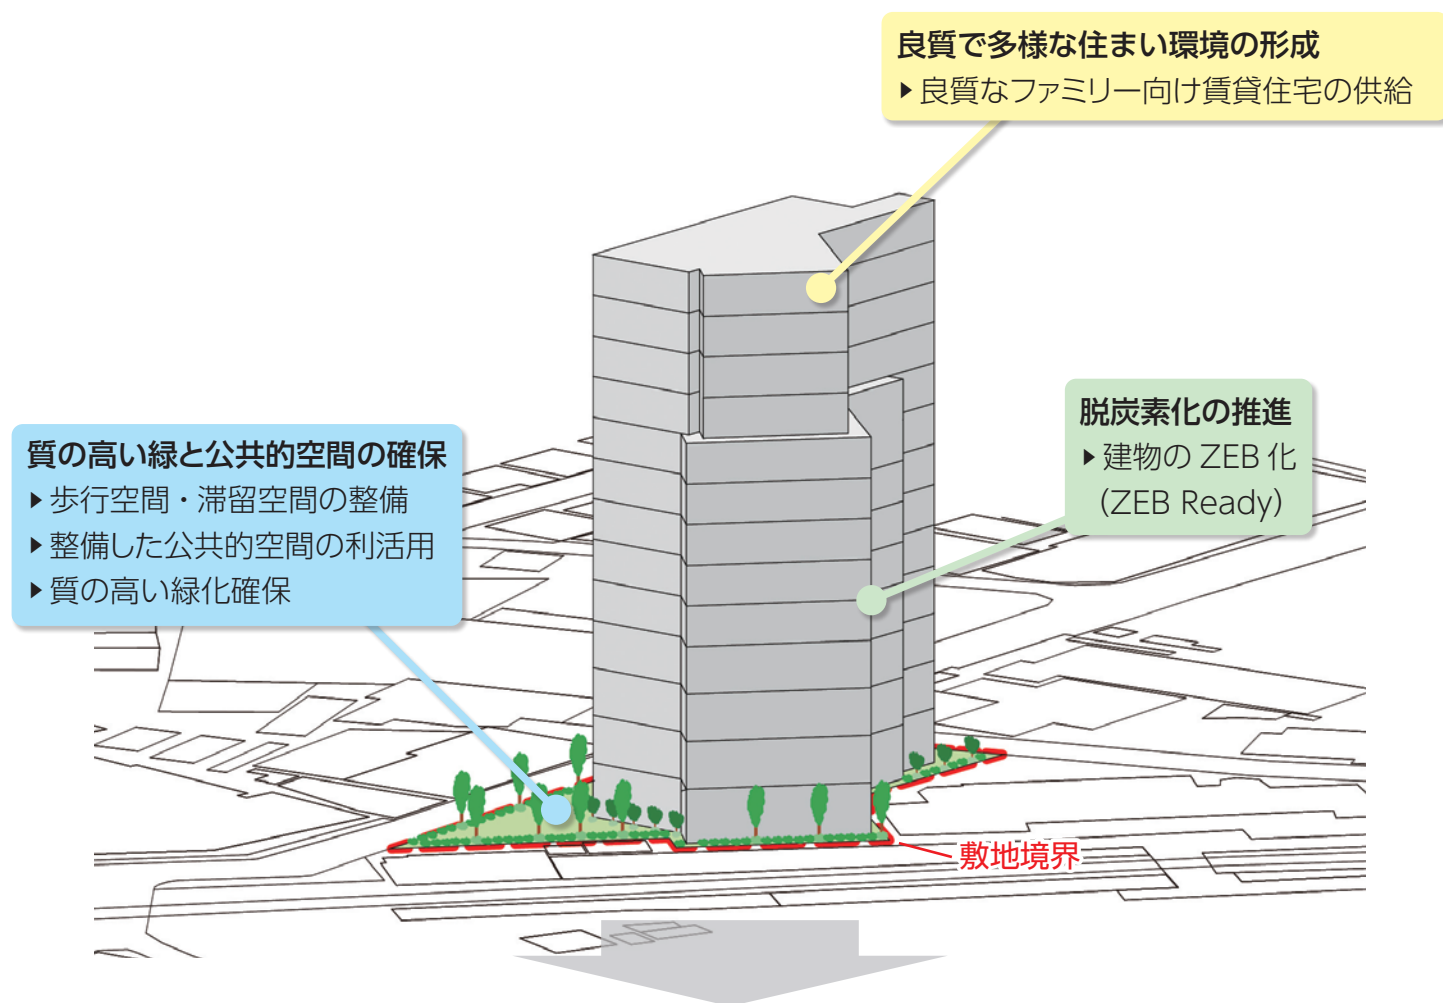 良質で多様な住まい環境の形成
▶良質なファミリー向け賃貸住宅の供給
脱炭素化の推進
▶建物の ZEB 化
(ZEB Ready)
質の高い緑と公共的空間の確保
▶歩行空間・滞留空間の整備
▶整備した公共的空間の利活用
▶質の高い緑化確保
敷地境界